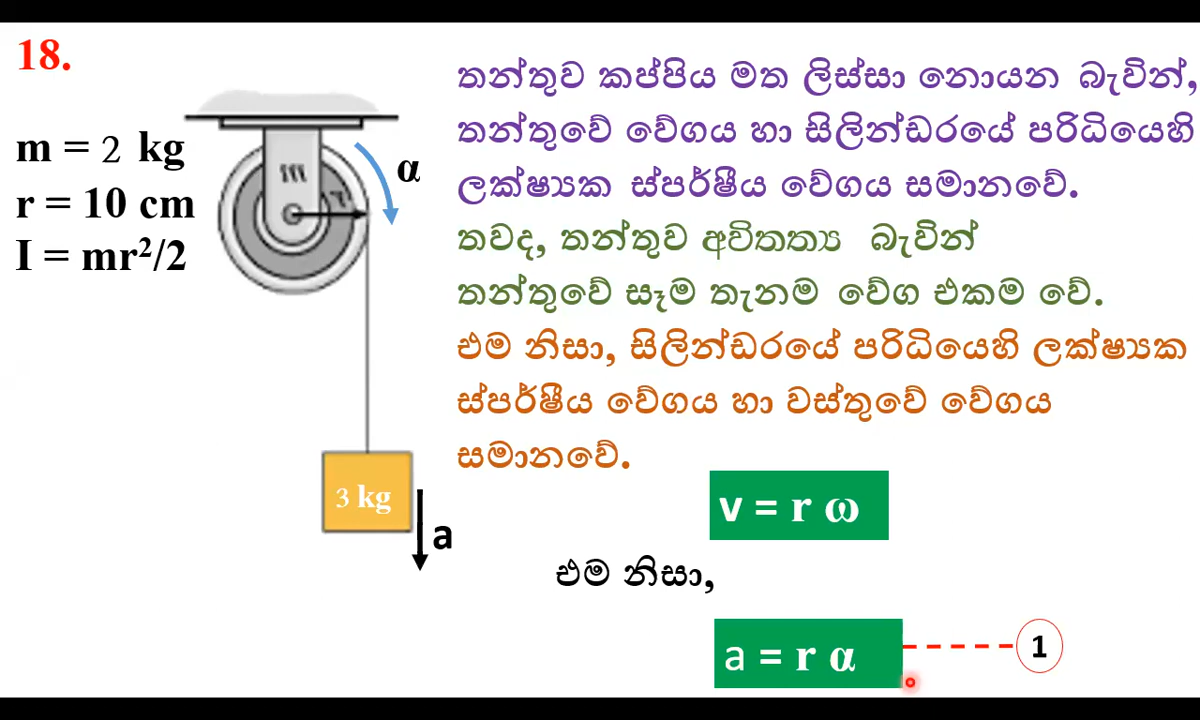 18.
m = 2 kg
r = 10 cm
I = mr²/2
m
r
α
3 kg
a
තන්තුව කප්පිය මත ලිස්සා නොයන බැවින්,
තන්තුවේ වේගය හා සිලින්ඩරයේ පරිධියෙහි
ලක්ෂ්‍යක ස්පර්ෂීය වේගය සමානවේ.
තවද, තන්තුව අවිතත්‍ය බැවින්
තන්තුවේ සෑම තැනම වේග එකම වේ.
එම නිසා, සිලින්ඩරයේ පරිධියෙහි ලක්ෂ්‍යක
ස්පර්ෂීය වේගය හා වස්තුවේ වේගය
සමානවේ.
v = r ω
එම නිසා,
a = r α
1